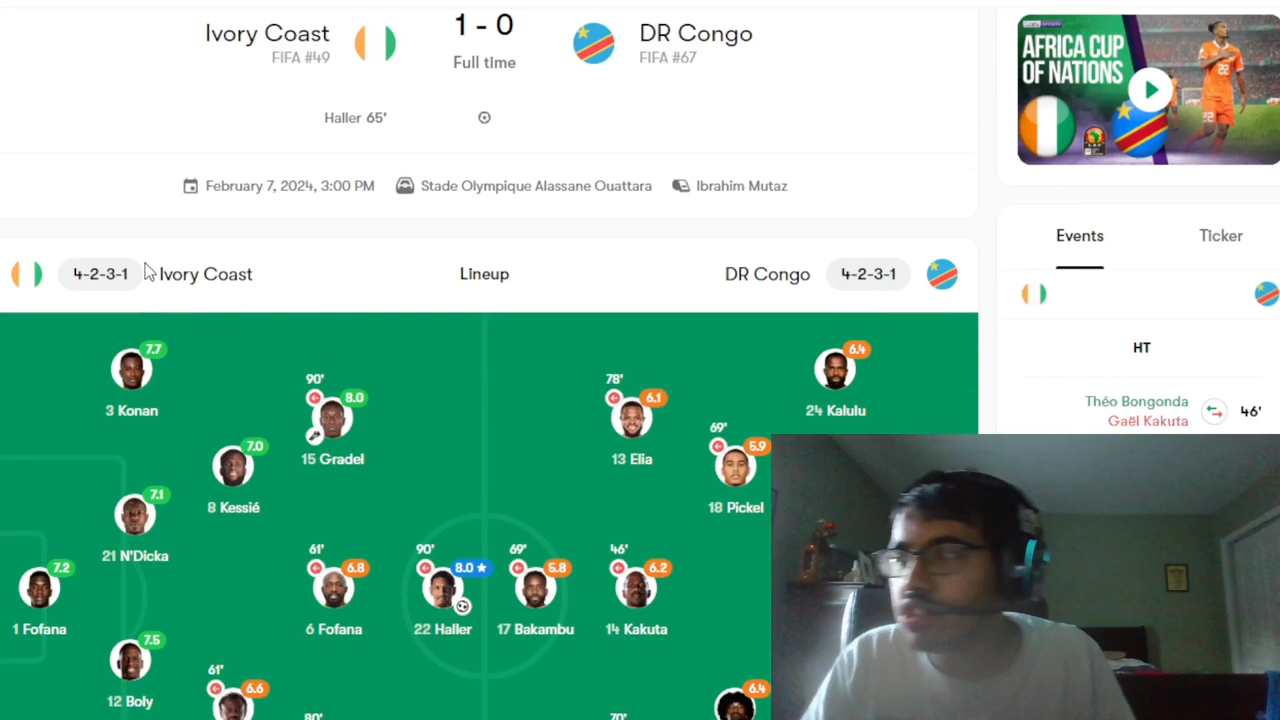 Ivory Coast
FIFA #49
1 - 0
Full time
DR Congo
FIFA #67
Haller 65'
February 7, 2024, 3:00 PM
Stade Olympique Alassane Ouattara
Ibrahim Mutaz
AFRICA CUP
OF NATIONS
22
4-2-3-1
Ivory Coast
Lineup
DR Congo
4-2-3-1
Events
Ticker
HT
Théo Bongonda
Gaël Kakuta
46'
7.7
3 Konan
90'
8.0
15 Gradel
7.0
8 Kessié
7.1
21 N'Dicka
7.2
1 Fofana
61'
6.8
6 Fofana
90'
8.0
22 Haller
7.5
12 Boly
61'
6.6
80'
78'
6.1
13 Elia
6.4
24 Kalulu
69'
5.9
18 Pickel
69'
5.8
17 Bakambu
46'
6.2
14 Kakuta
6.4
70'